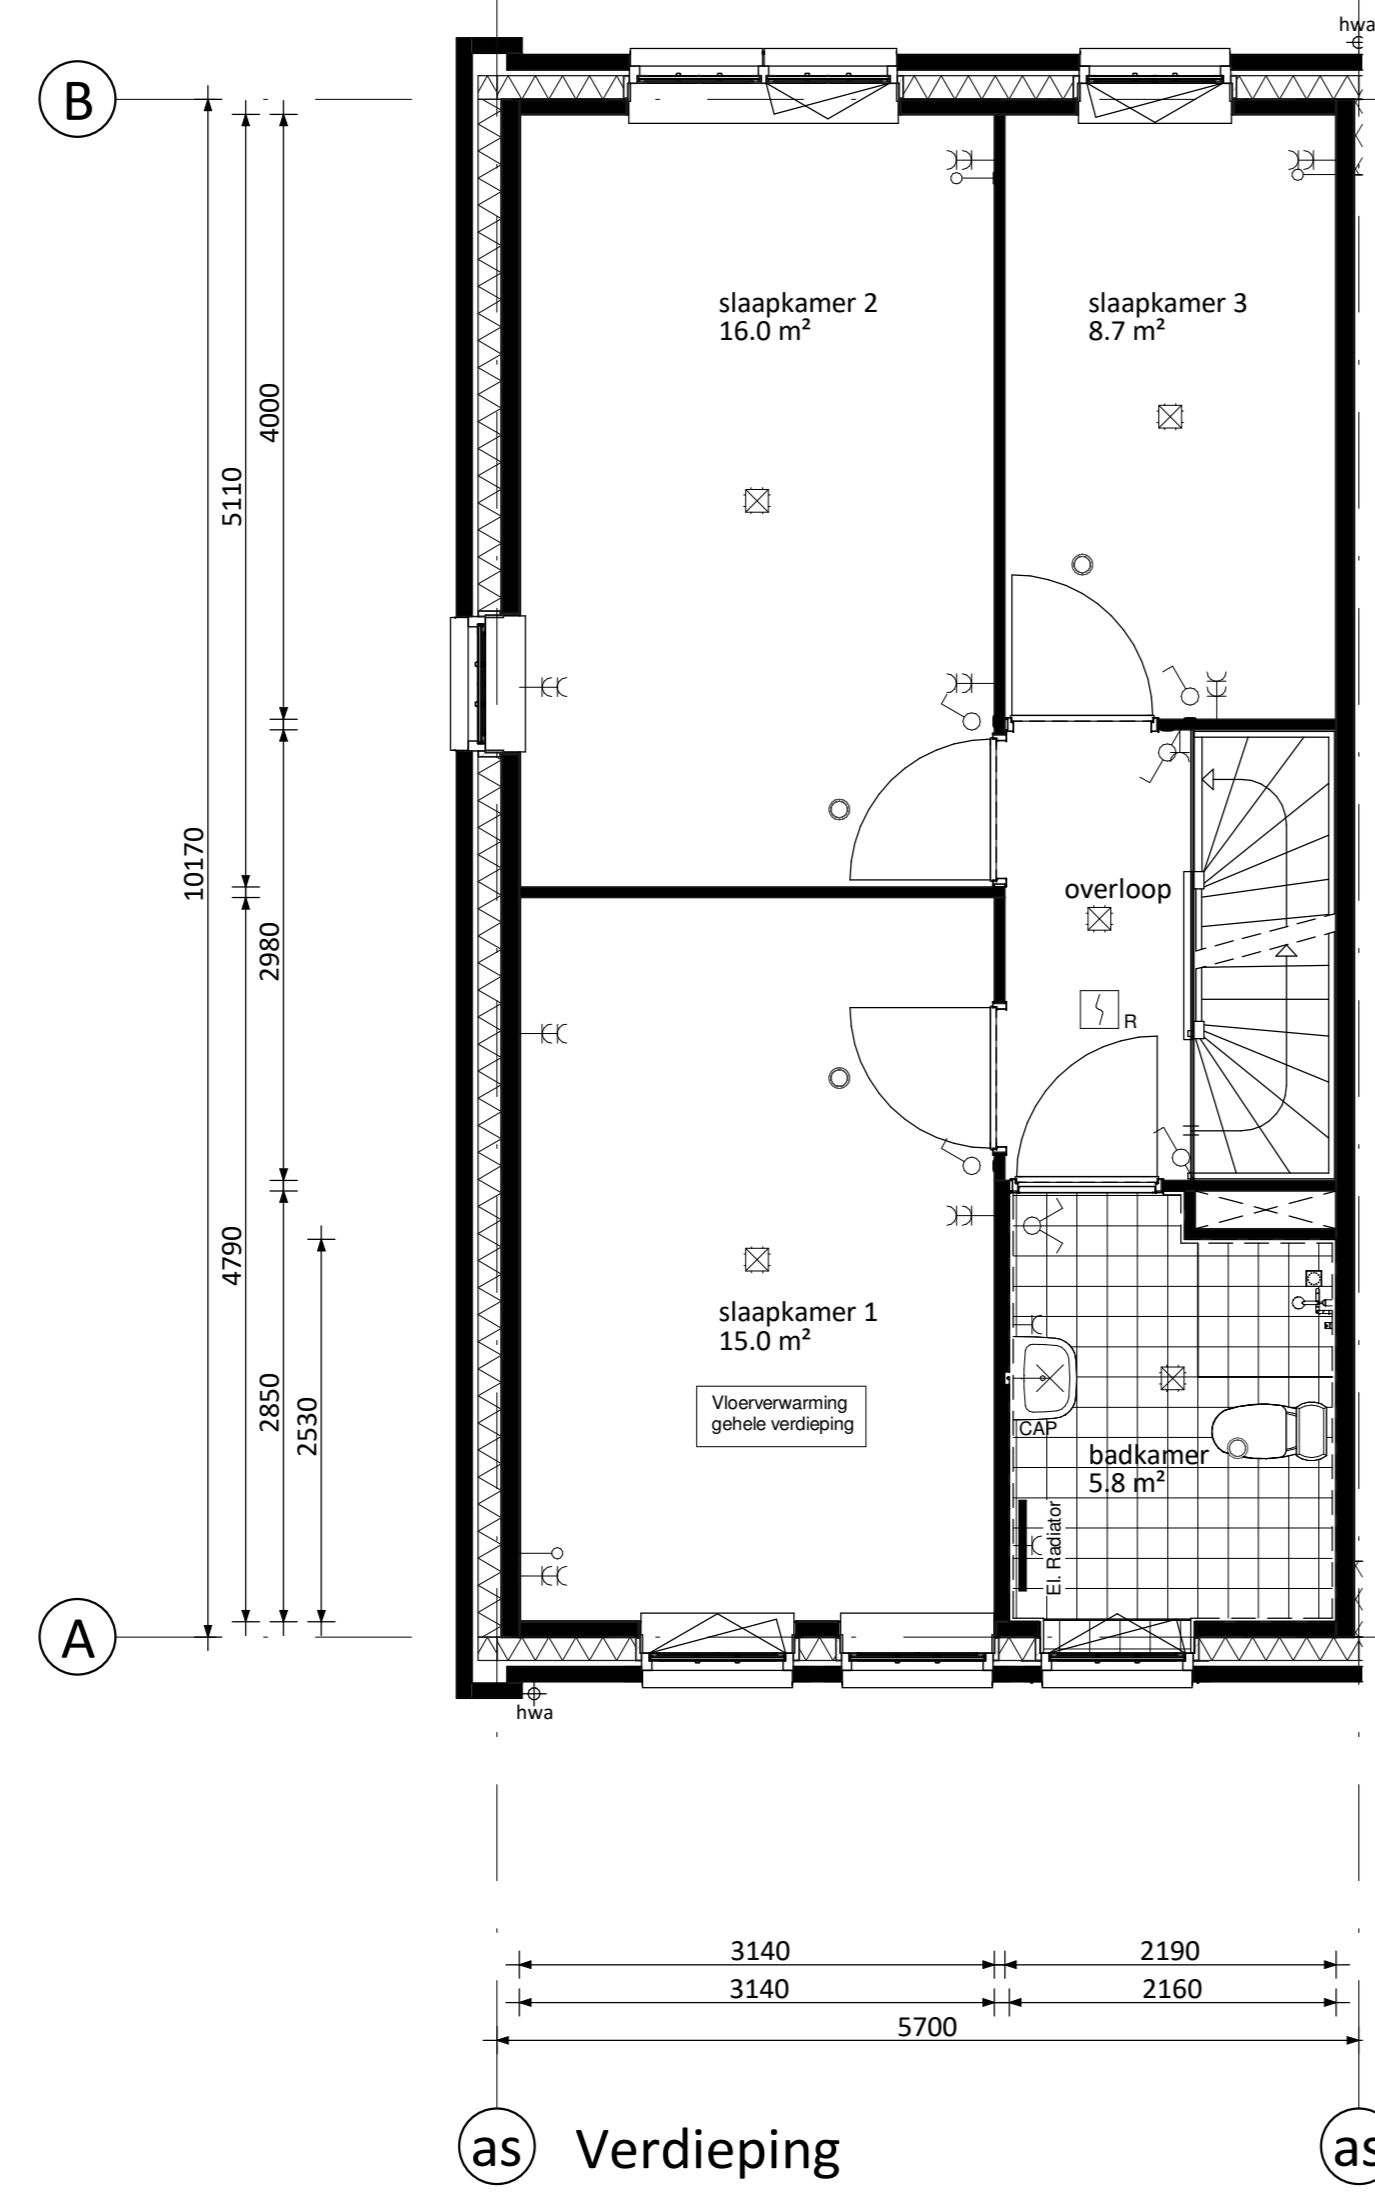 hwa
B
slaapkamer 2
16.0 m²
slaapkamer 3
8.7 m²
4000
5110
10170
overloop
2980
R
4790
slaapkamer 1
15.0 m²
2850
2530
Vloerverwarming
gehele verdieping
CAP
badkamer
5.8 m²
El. Radiator
A
hwa
3140
2190
3140
2160
5700
as
Verdieping
as